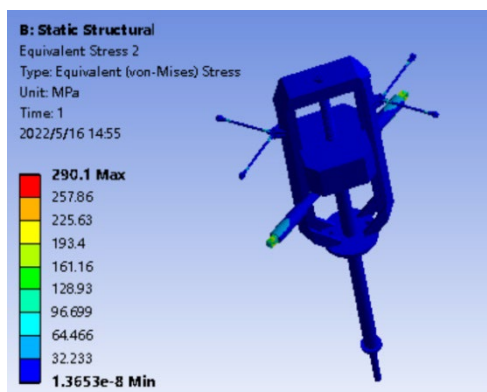 B: Static Structural
Equivalent Stress 2
Type: Equivalent (von-Mises) Stress
Unit: MPa
Time: 1
2022/5/16 14:55
290.1 Max
257.86
225.63
193.4
161.16
128.93
96.699
64.466
32.233
1.3653e-8 Min